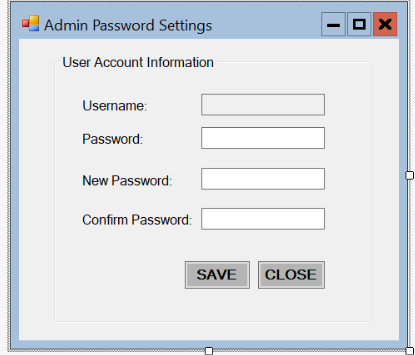 Admin Password Settings
User Account Information
Username:
Password:
New Password:
Confirm Password:
SAVE CLOSE